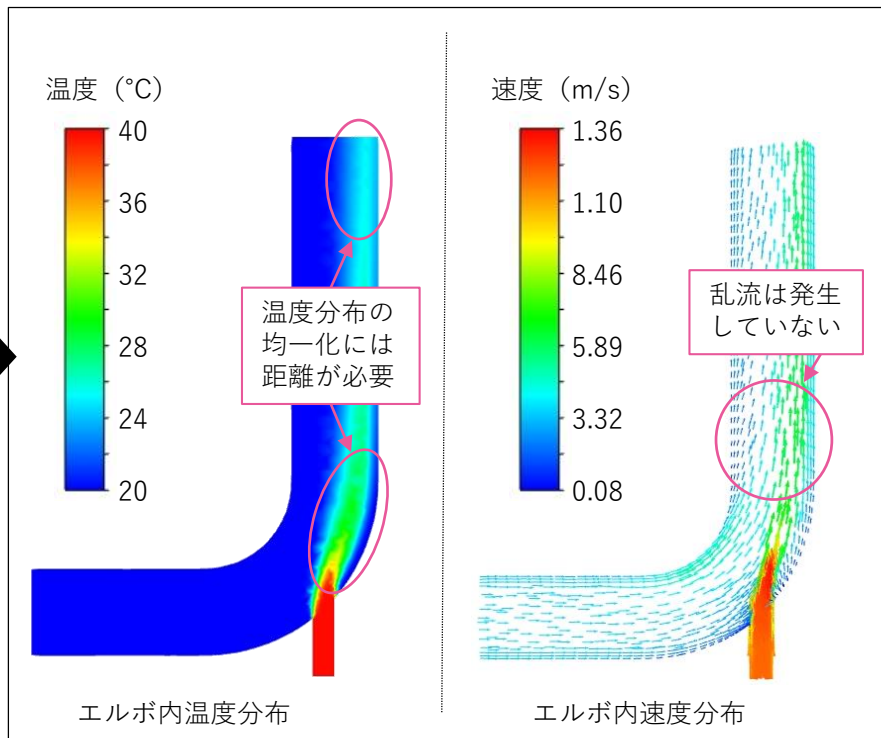 温度（°C）
40
36
32
28
24
20
温度分布の
均一化には
距離が必要
エルボ内温度分布
速度（m/s）
1.36
1.10
8.46
5.89
3.32
0.08
乱流は発生
していない
エルボ内速度分布